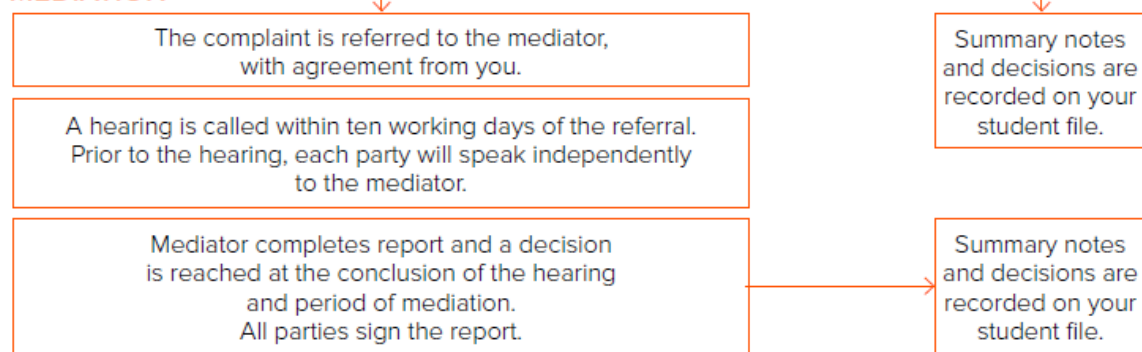 The complaint is referred to the mediator,
with agreement from you.
Summary notes
and decisions are
recorded on your
student file.
A hearing is called within ten working days of the referral.
Prior to the hearing, each party will speak independently
to the mediator.
Mediator completes report and a decision
is reached at the conclusion of the hearing
and period of mediation.
All parties sign the report.
Summary notes
and decisions are
recorded on your
student file.